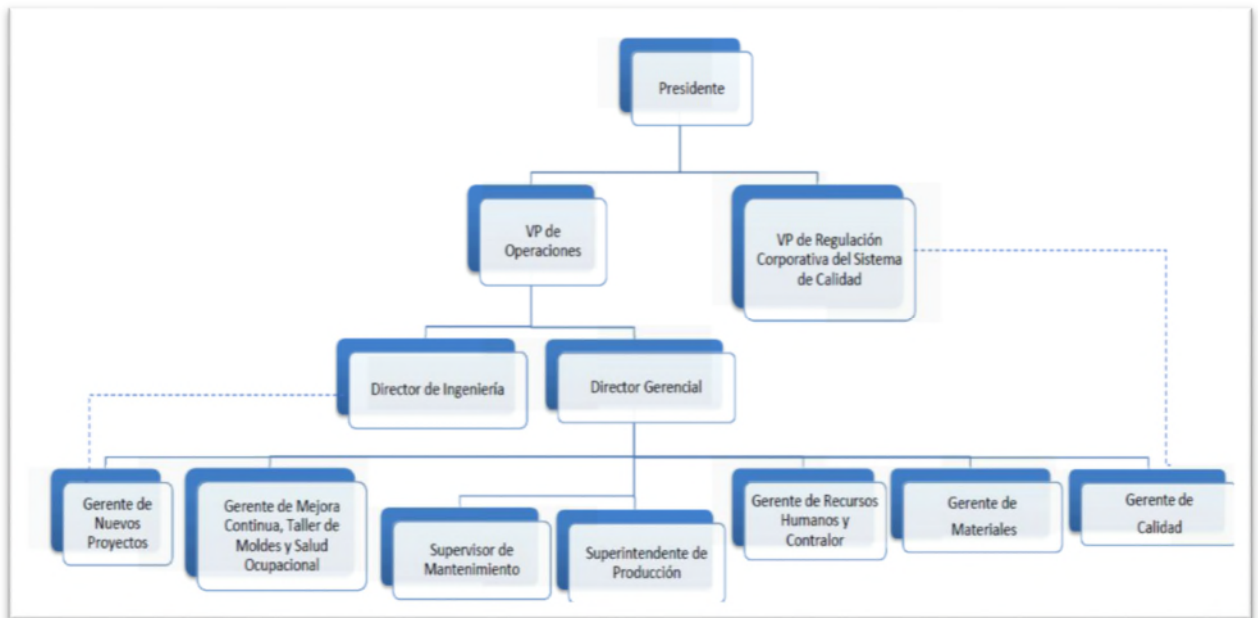 Presidente
VP de
Operaciones
VP de Regulación
Corporativa del Sistema
de Calidad
Director de Ingeniería
Director Gerencial
Gerente de
Nuevos
Proyectos
Gerente de Mejora
Continua, Taller de
Moldes y Salud
Ocupacional
Supervisor de
Mantenimiento
Superintendente de
Producción
Gerente de Recursos
Humanos y
Contralor
Gerente de
Materiales
Gerente de
Calidad